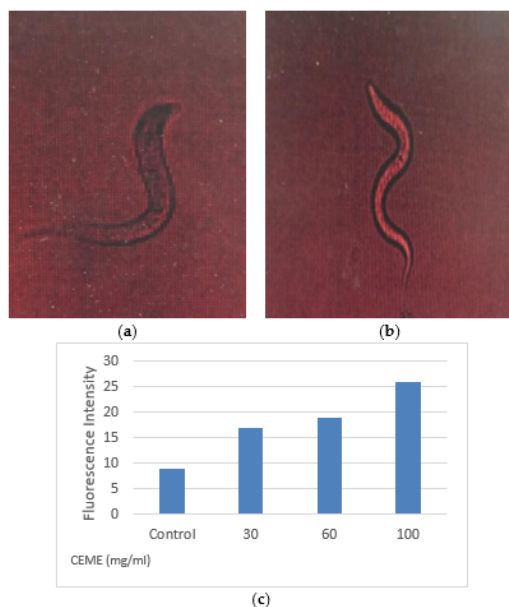 (a)
(b)
Fluorescence Intensity
30
25
20
15
10
5
0
Control 30 60 100
CEME (mg/ml)
(c)